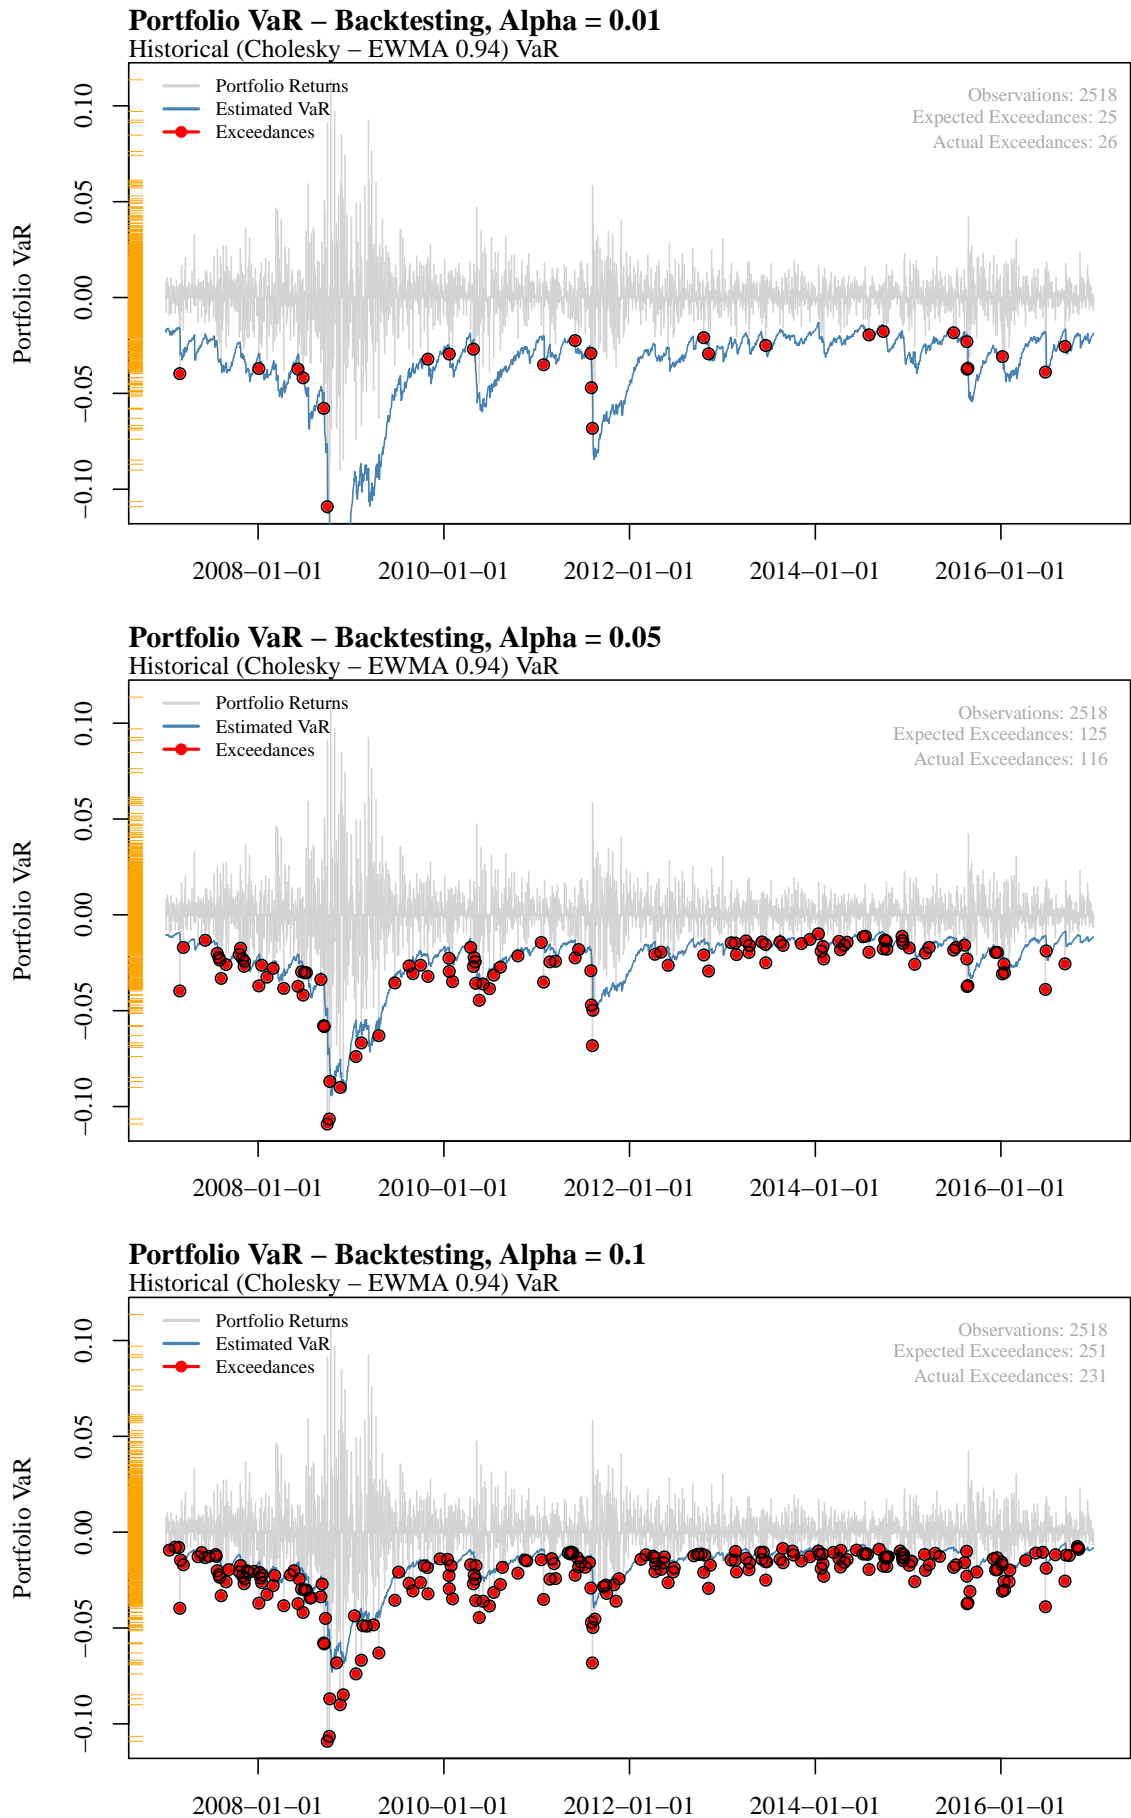 Portfolio VaR – Backtesting, Alpha = 0.01
Historical (Cholesky – EWMA 0.94) VaR
Portfolio Returns
Estimated VaR
Exceedances
Observations: 2518
Expected Exceedances: 25
Actual Exceedances: 26
Portfolio VaR
0.10
0.05
0.00
−0.05
−0.10
2008−01−01
2010−01−01
2012−01−01
2014−01−01
2016−01−01
Portfolio VaR – Backtesting, Alpha = 0.05
Historical (Cholesky – EWMA 0.94) VaR
Portfolio Returns
Estimated VaR
Exceedances
Observations: 2518
Expected Exceedances: 125
Actual Exceedances: 116
Portfolio VaR
0.10
0.05
0.00
−0.05
−0.10
2008−01−01
2010−01−01
2012−01−01
2014−01−01
2016−01−01
Portfolio VaR – Backtesting, Alpha = 0.1
Historical (Cholesky – EWMA 0.94) VaR
Portfolio Returns
Estimated VaR
Exceedances
Observations: 2518
Expected Exceedances: 251
Actual Exceedances: 231
Portfolio VaR
0.10
0.05
0.00
−0.05
−0.10
2008−01−01
2010−01−01
2012−01−01
2014−01−01
2016−01−01